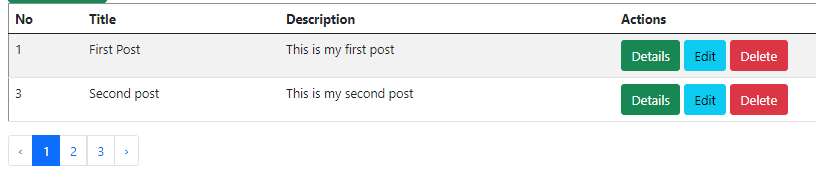 No Title Description Actions
1 First Post This is my first post Details Edit Delete
3 Second post This is my second post Details Edit Delete
‹ 1 2 3 ›